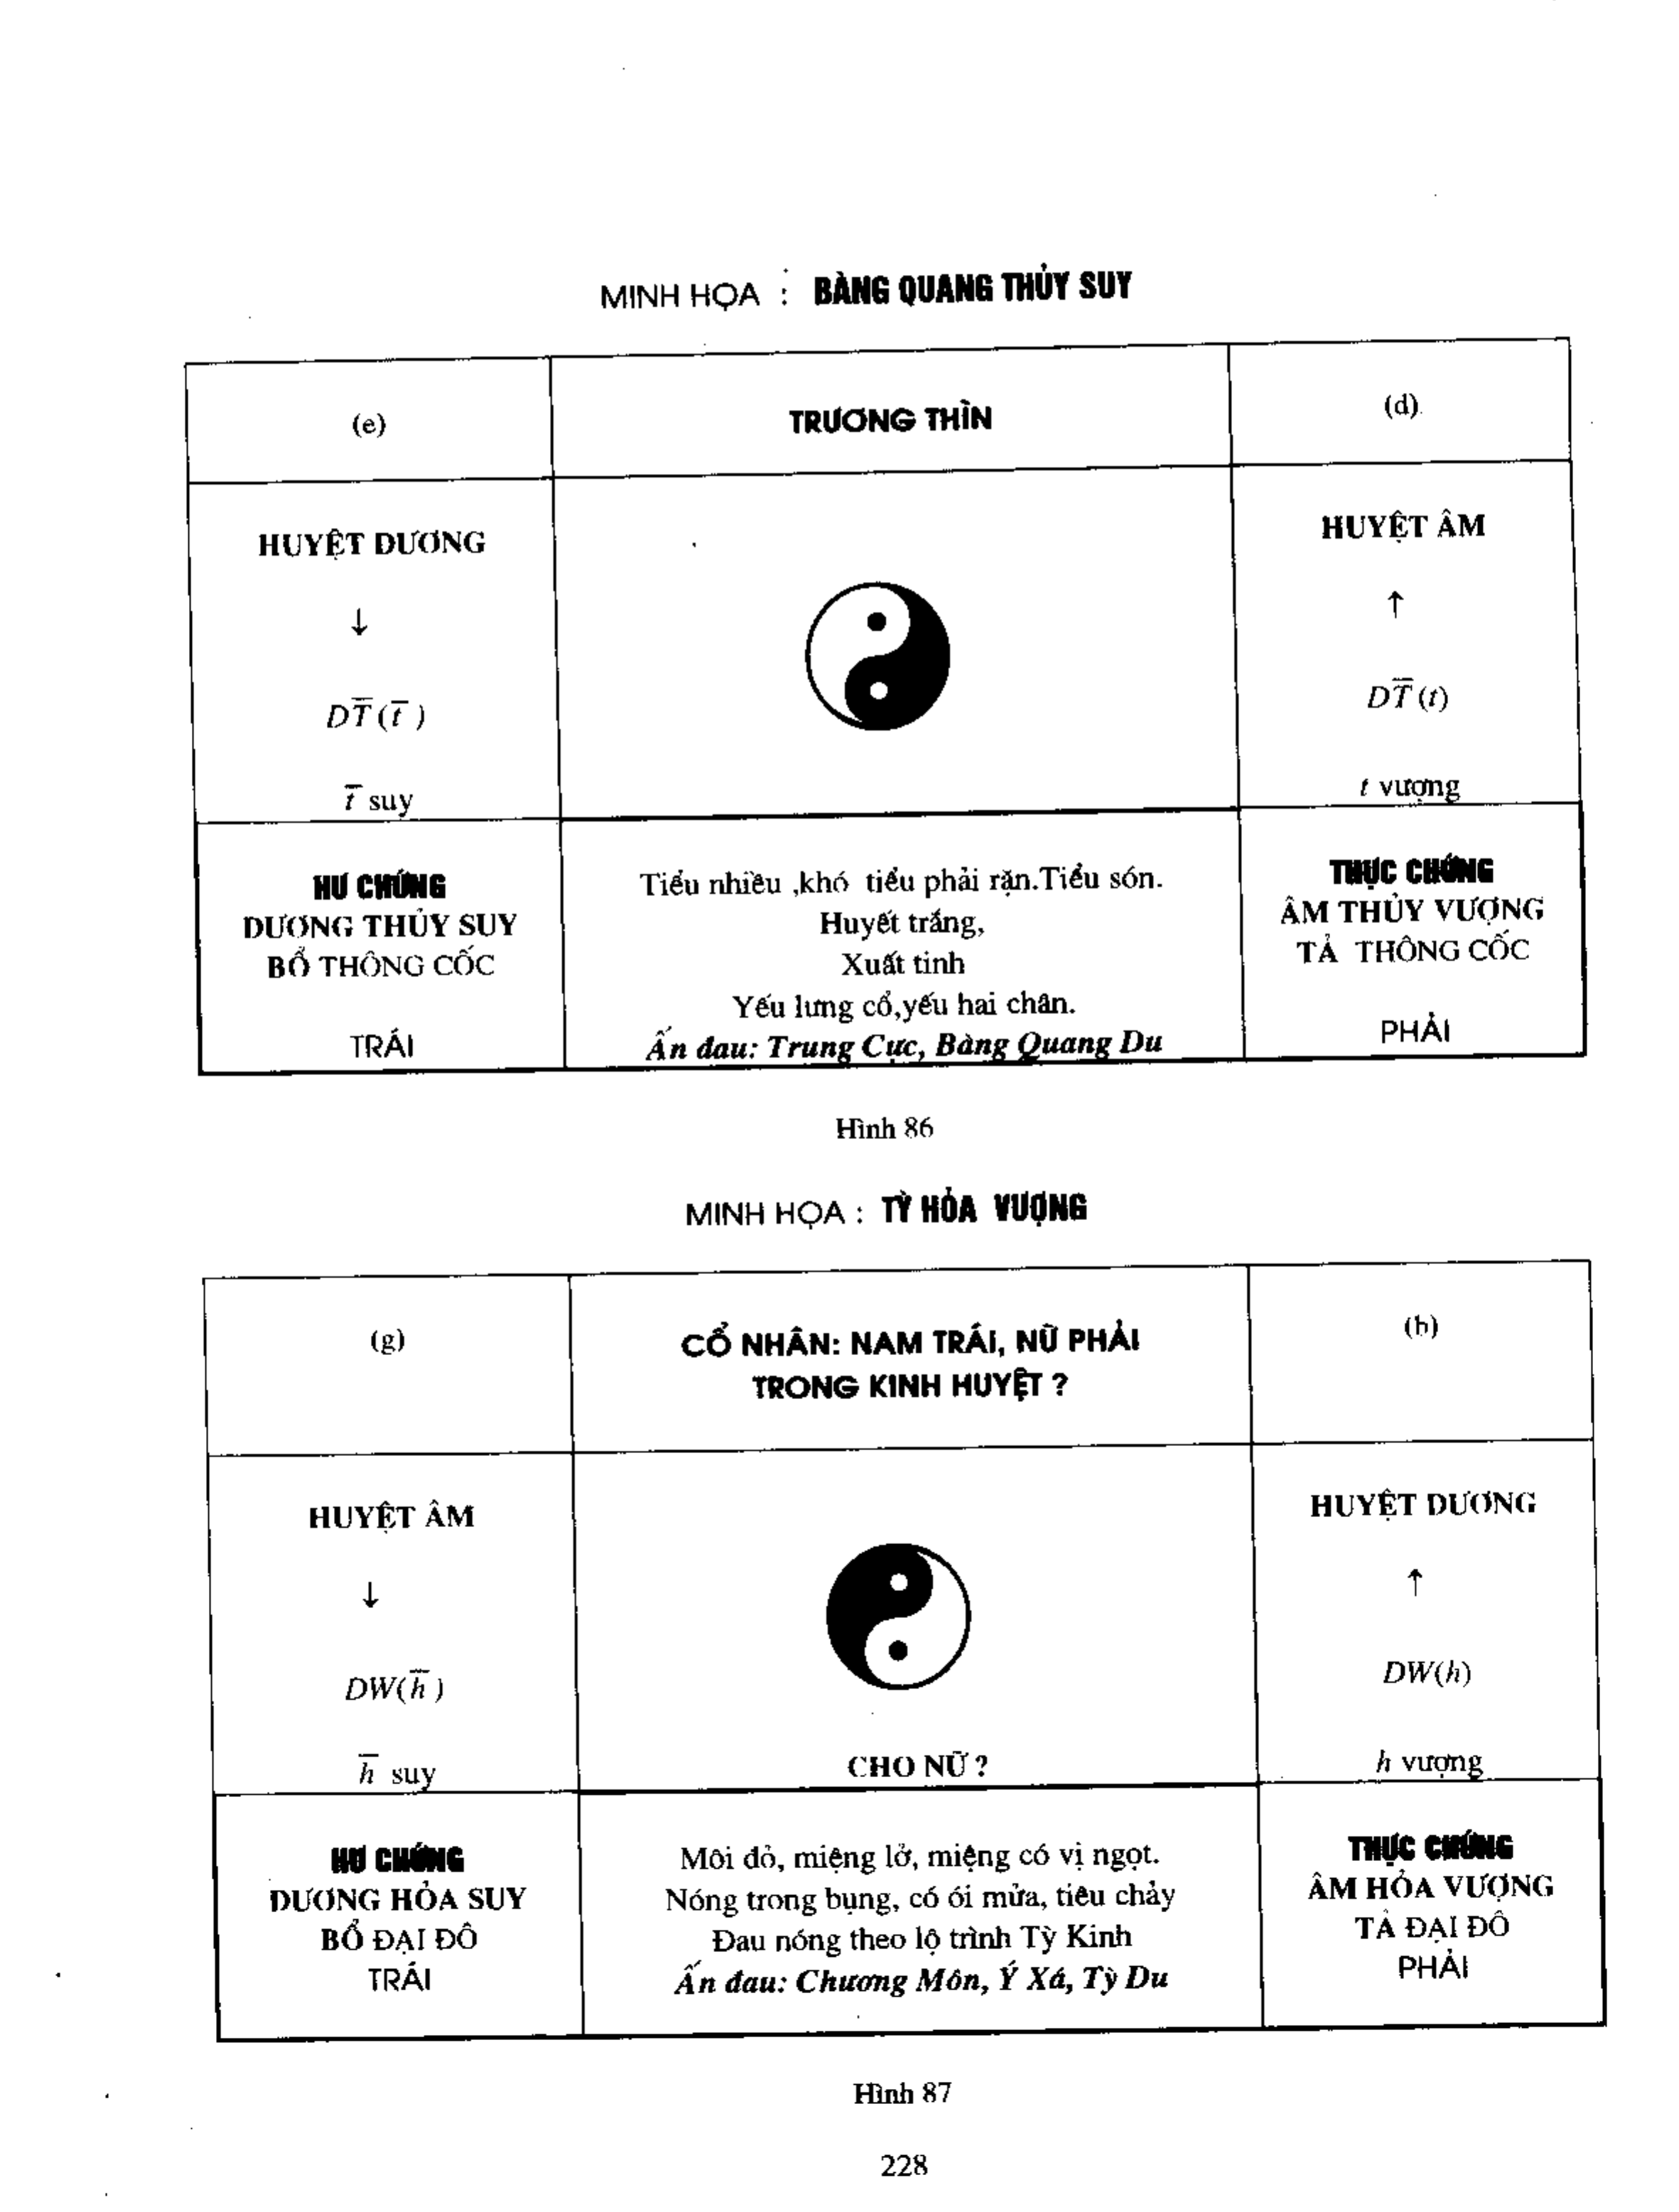 MINH HỌA : BÀNG QUANG THỦY SUY
(e)
TRƯƠNG THÌN
(d)
HUYỆT DƯƠNG
↓
DT̅(t̅)
t̅ suy
HUYỆT ÂM
↑
DT̅(t)
t vượng
HƯ CHỨNG
DƯƠNG THỦY SUY
BỔ THÔNG CỐC
TRÁI
Tiểu nhiều ,khó tiểu phải rặn.Tiểu són.
Huyết trắng,
Xuất tinh
Yếu lưng cổ,yếu hai chân.
Ấn đau: Trung Cực, Bàng Quang Du
THỰC CHỨNG
ÂM THỦY VƯỢNG
TẢ THÔNG CỐC
PHẢI
Hình 86
MINH HỌA : TỲ HỎA VƯỢNG
(g)
CỔ NHÂN: NAM TRÁI, NỮ PHẢI
TRONG KINH HUYỆT ?
(h)
HUYỆT ÂM
↓
DW(h̅)
h̅ suy
CHO NỮ ?
HUYỆT DƯƠNG
↑
DW(h)
h vượng
HƯ CHỨNG
DƯƠNG HỎA SUY
BỔ ĐẠI ĐÔ
TRÁI
Môi đỏ, miệng lở, miệng có vị ngọt.
Nóng trong bụng, có ói mửa, tiêu chảy
Đau nóng theo lộ trình Tỳ Kinh
Ấn đau: Chương Môn, Ý Xá, Tỳ Du
THỰC CHỨNG
ÂM HỎA VƯỢNG
TẢ ĐẠI ĐÔ
PHẢI
Hình 87
228